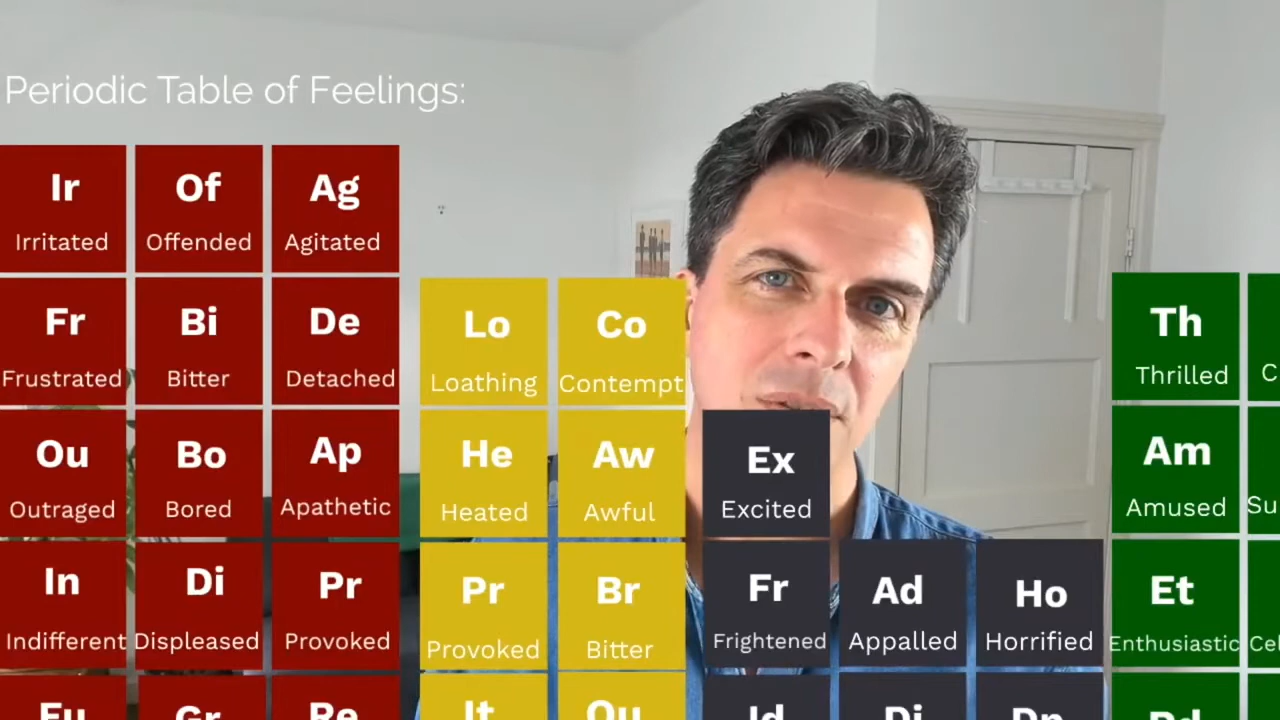 Periodic Table of Feelings:
Ir Of Ag
Irritated Offended Agitated
Fr Bi De Lo Co Th
Frustrated Bitter Detached Loathing Contempt Thrilled C
Ou Bo Ap He Aw Ex Am
Outraged Bored Apathetic Heated Awful Excited Amused Su
In Di Pr Pr Br Fr Ad Ho Et
Indifferent Displeased Provoked Provoked Bitter Frightened Appalled Horrified Enthusiastic Cel